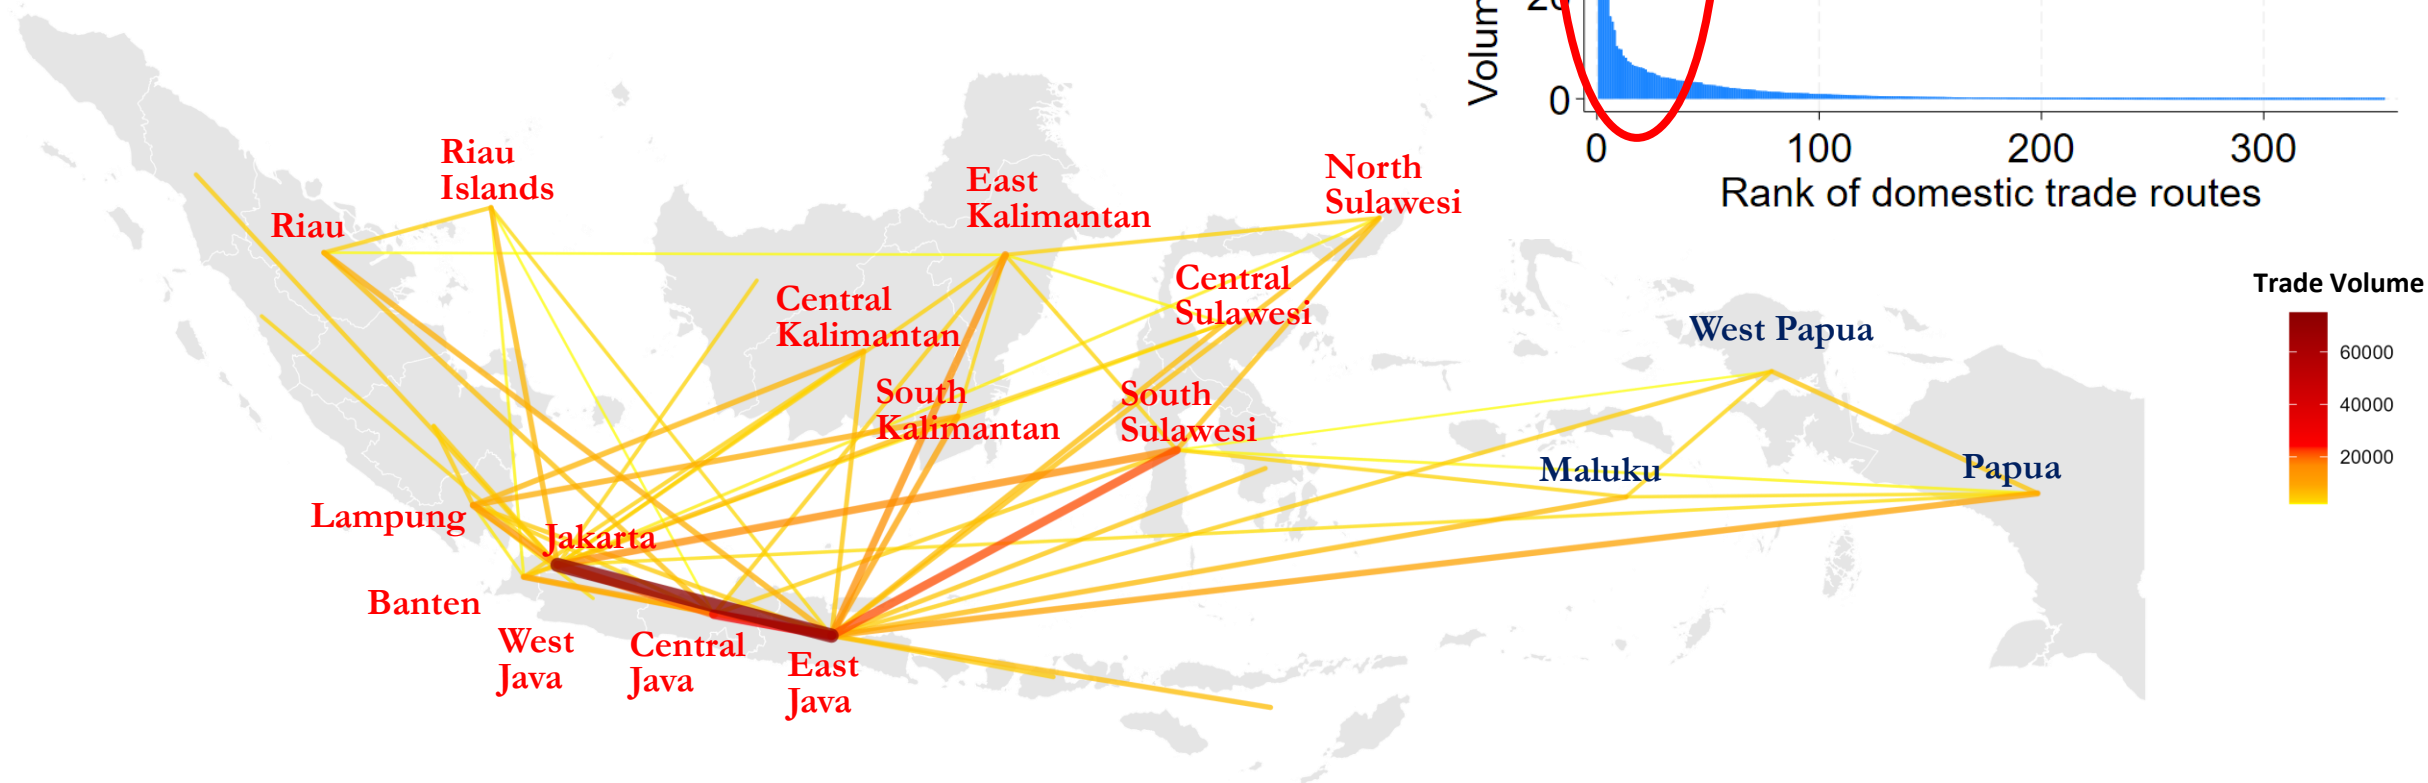 Volum
20
0
0 100 200 300
Rank of domestic trade routes
Riau
Islands
Riau
East
Kalimantan
North
Sulawesi
Central
Kalimantan
Central
Sulawesi
South
Kalimantan
South
Sulawesi
West Papua
Maluku
Papua
Lampung
Jakarta
Banten
West
Java
Central
Java
East
Java
Trade Volume
60000
40000
20000